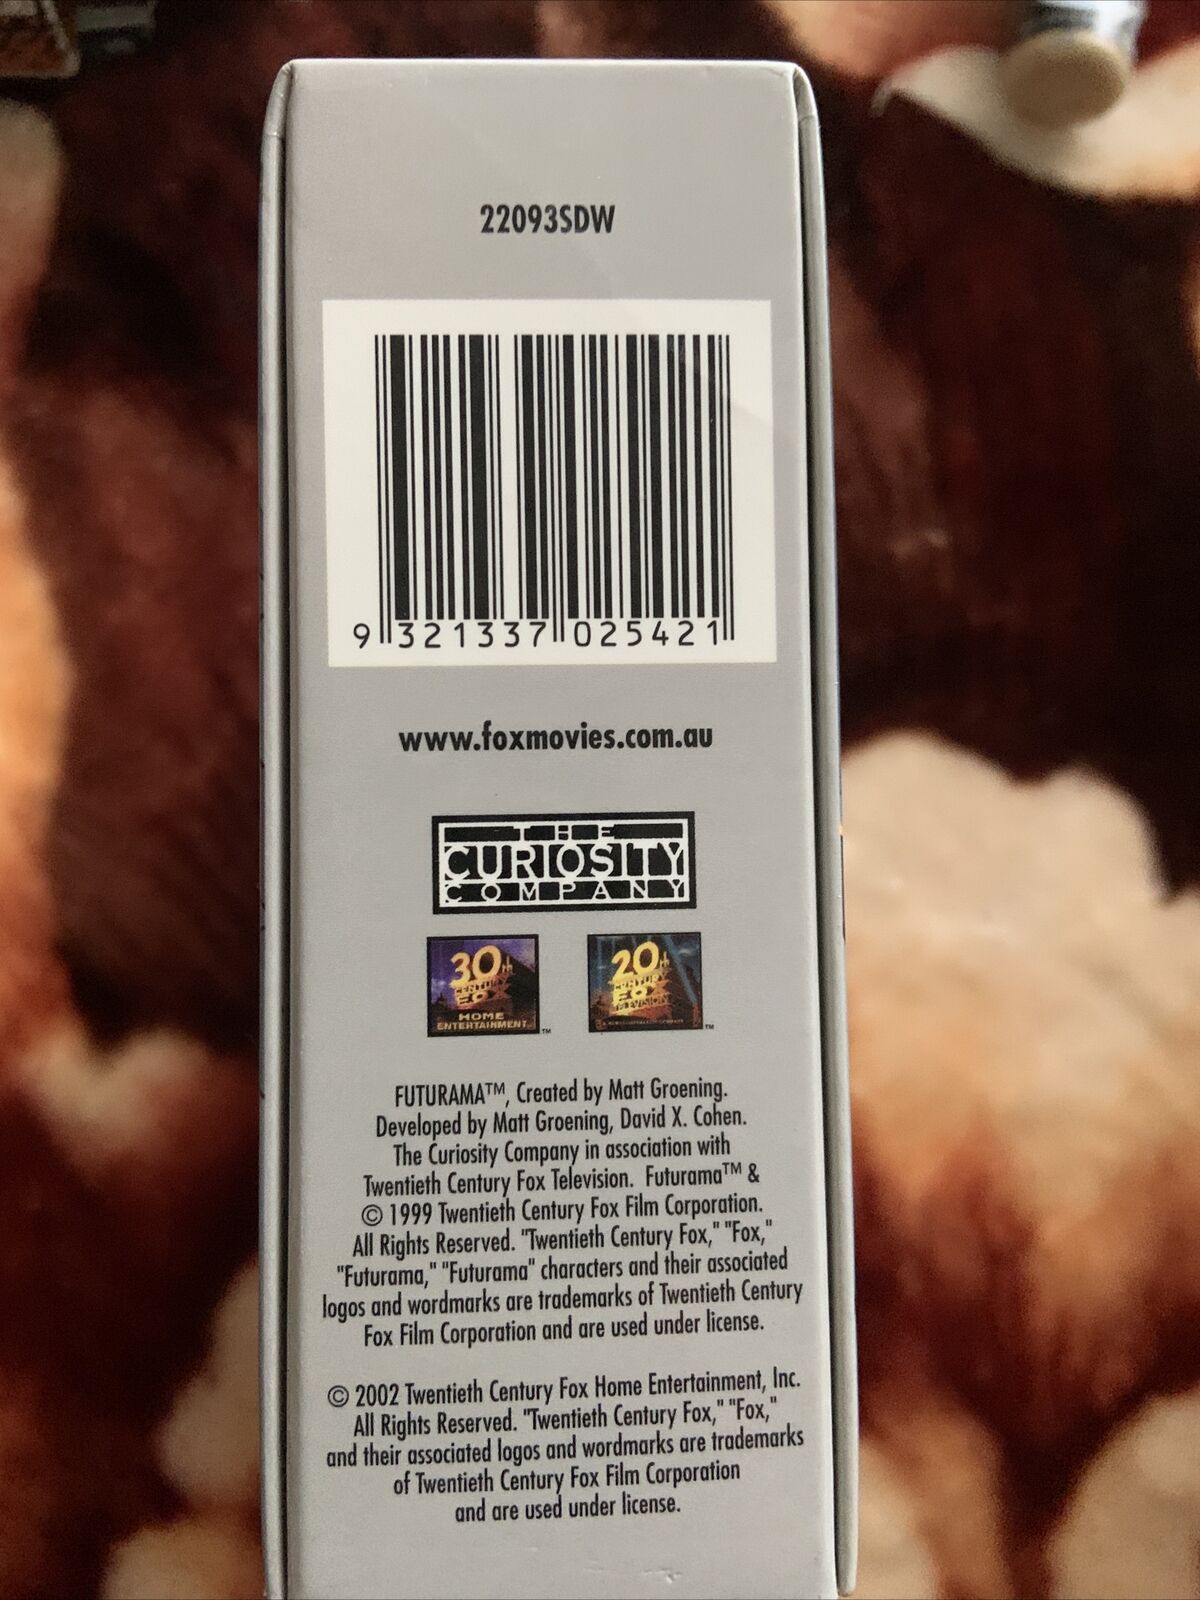 22093SDW
9 321337 025421
www.foxmovies.com.au
THE
CURIOSITY
COMPANY
30th
CENTURY
FOX
HOME
ENTERTAINMENT™
20th
CENTURY
FOX
TELEVISION
™
FUTURAMA™, Created by Matt Groening.
Developed by Matt Groening, David X. Cohen.
The Curiosity Company in association with
Twentieth Century Fox Television. Futurama™ &
© 1999 Twentieth Century Fox Film Corporation.
All Rights Reserved. "Twentieth Century Fox," "Fox,"
"Futurama," "Futurama" characters and their associated
logos and wordmarks are trademarks of Twentieth Century
Fox Film Corporation and are used under license.
© 2002 Twentieth Century Fox Home Entertainment, Inc.
All Rights Reserved. "Twentieth Century Fox," "Fox,"
and their associated logos and wordmarks are trademarks
of Twentieth Century Fox Film Corporation
and are used under license.